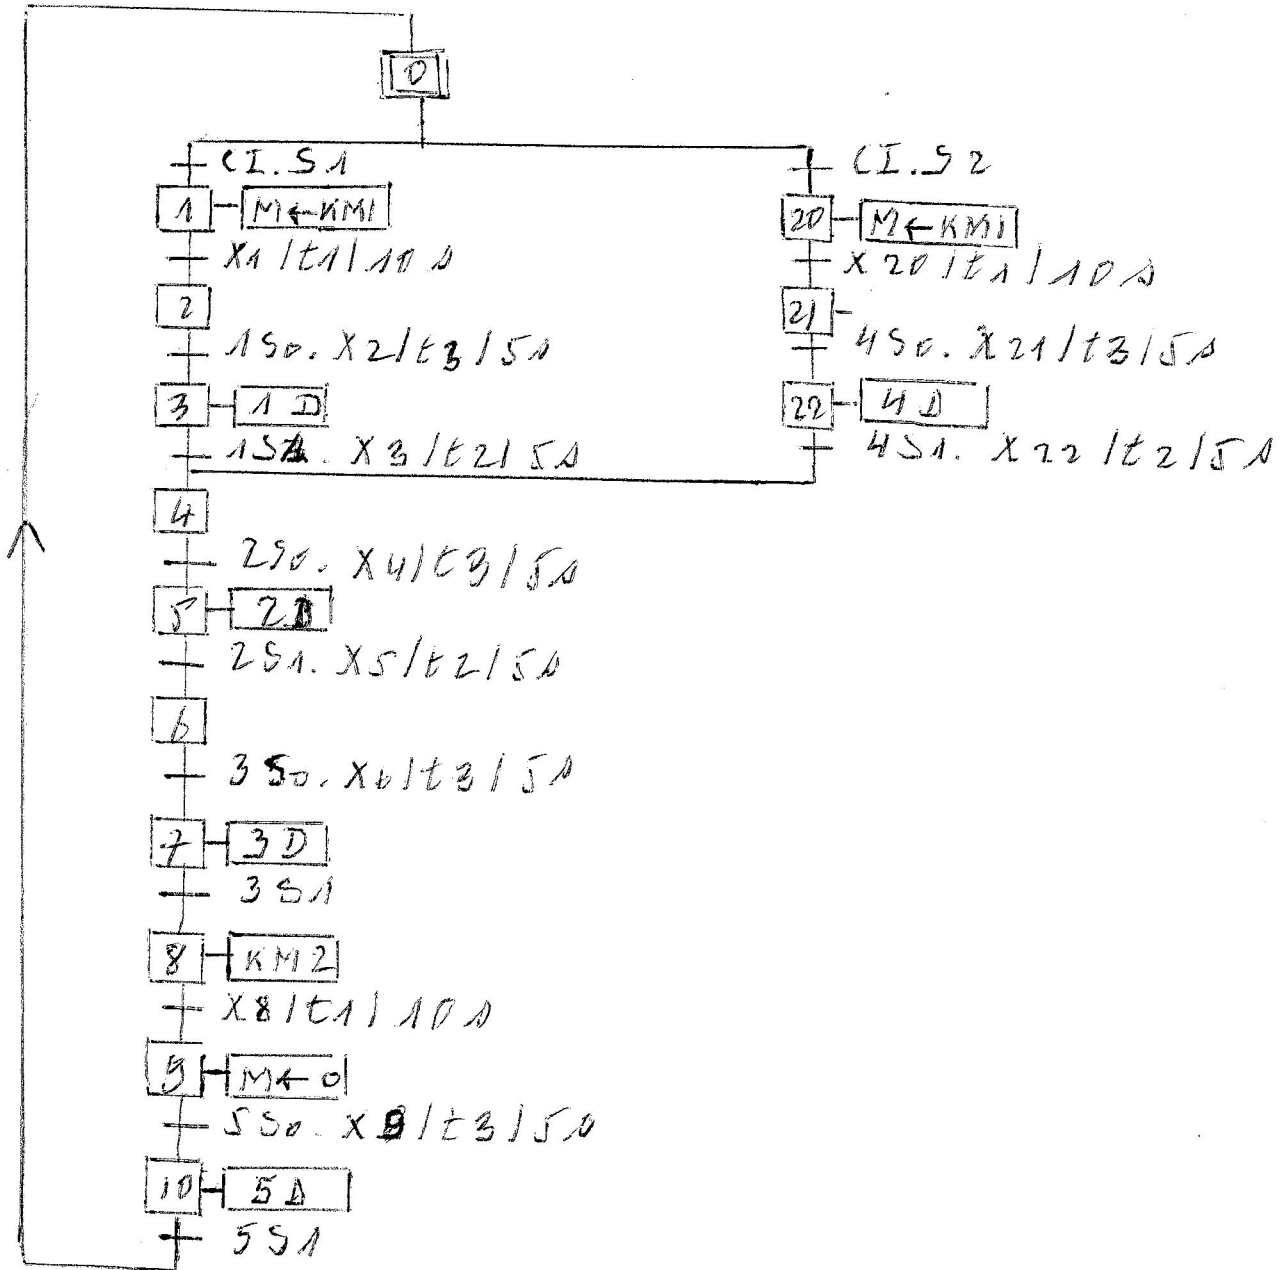 0
CI.S1
CI.S2
1 M←KM1
20 M←KM1
X1/t1/10s
X20/t1/10s
2
21
1S0.X2/t3/5s
4S0.X21/t3/5s
3 1D
22 4D
1S1.X3/t2/5s
4S1.X22/t2/5s
4
2S0.X4/t3/5s
5 2D
2S1.X5/t2/5s
6
3S0.X6/t3/5s
7 3D
3S1
8 KM2
X8/t1/10s
9 M←0
5S0.X9/t3/5s
10 5D
5S1